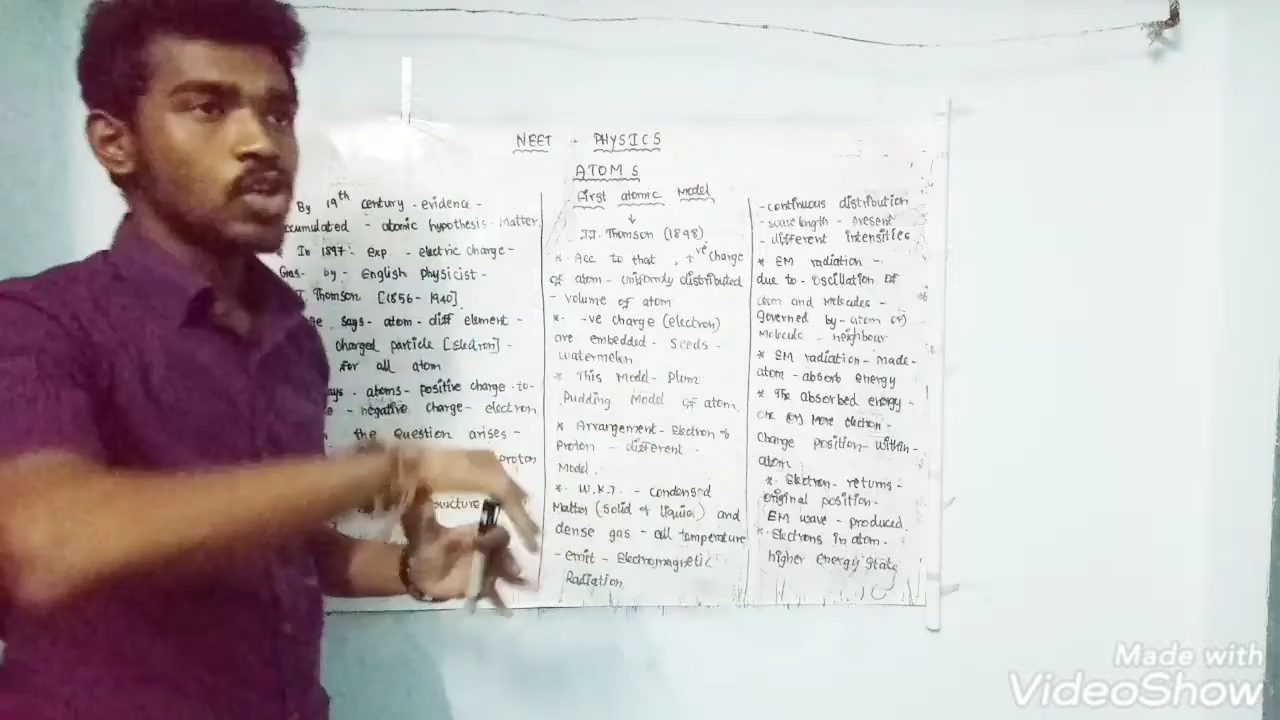 NEET - PHYSICS
ATOMS
By 19th century - evidence -
cumulated - atomic hypothesis - Matter
* In 1897 - exp. - electric charge -
Gas - by - English physicist -
J. Thomson [1856 - 1940]
says - atom - diff element -
charged particle [Electron] -
for all atom
ays - atoms - positive charge - to -
- negative charge - electron
the Question arises -
proton
structure
First atomic Model
↓
J.J. Thomson (1898)
* Acc to that, +ve charge
of atom - uniformly distributed
- volume of atom
* -ve charge (electron)
are embedded - seeds -
watermelon
* This Model - Plum
Pudding Model of atom
* Arrangement - Electron &
Proton - different -
Model.
* W.K.T. - condensed
Matter (solid & liquid) and
dense gas - all temperature
- emit - Electromagnetic
Radiation
- continuous distribution
- wavelength - present
- different intensities
* EM radiation -
due to - oscillation of
atom and Molecules -
Governed by - atom (or)
Molecule - neighbour
* EM radiation - made -
atom - absorb energy
* The absorbed energy -
one (or) more electron -
Change position - within -
atom
* Electron - returns -
original position -
EM wave - produced.
* Electrons in atom -
higher energy state
Made with
VideoShow